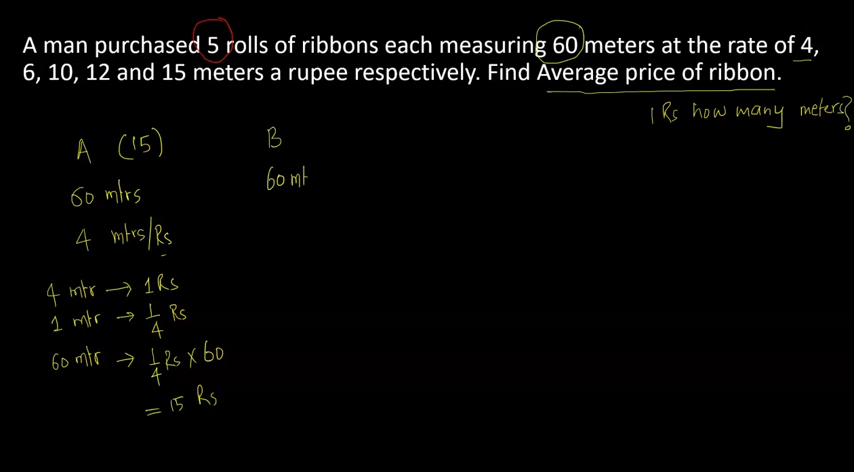 A man purchased 5 rolls of ribbons each measuring 60 meters at the rate of 4,
6, 10, 12 and 15 meters a rupee respectively. Find Average price of ribbon.
1 Rs how many meters?
A (15)
60 mtrs
4 mtrs/Rs
4 mtr → 1 Rs
1 mtr → 1/4 Rs
60 mtr → 1/4 Rs x 60
= 15 Rs
B
60 mt